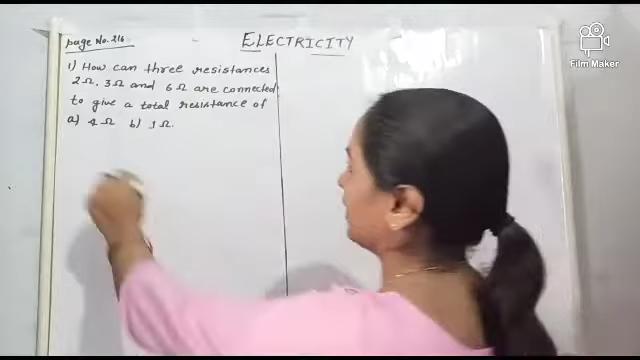 page No. 216
ELECTRICITY
1) How can three resistances
2Ω, 3Ω and 6Ω are connected
to give a total resistance of
a) 4Ω b) 1Ω.
Film Maker